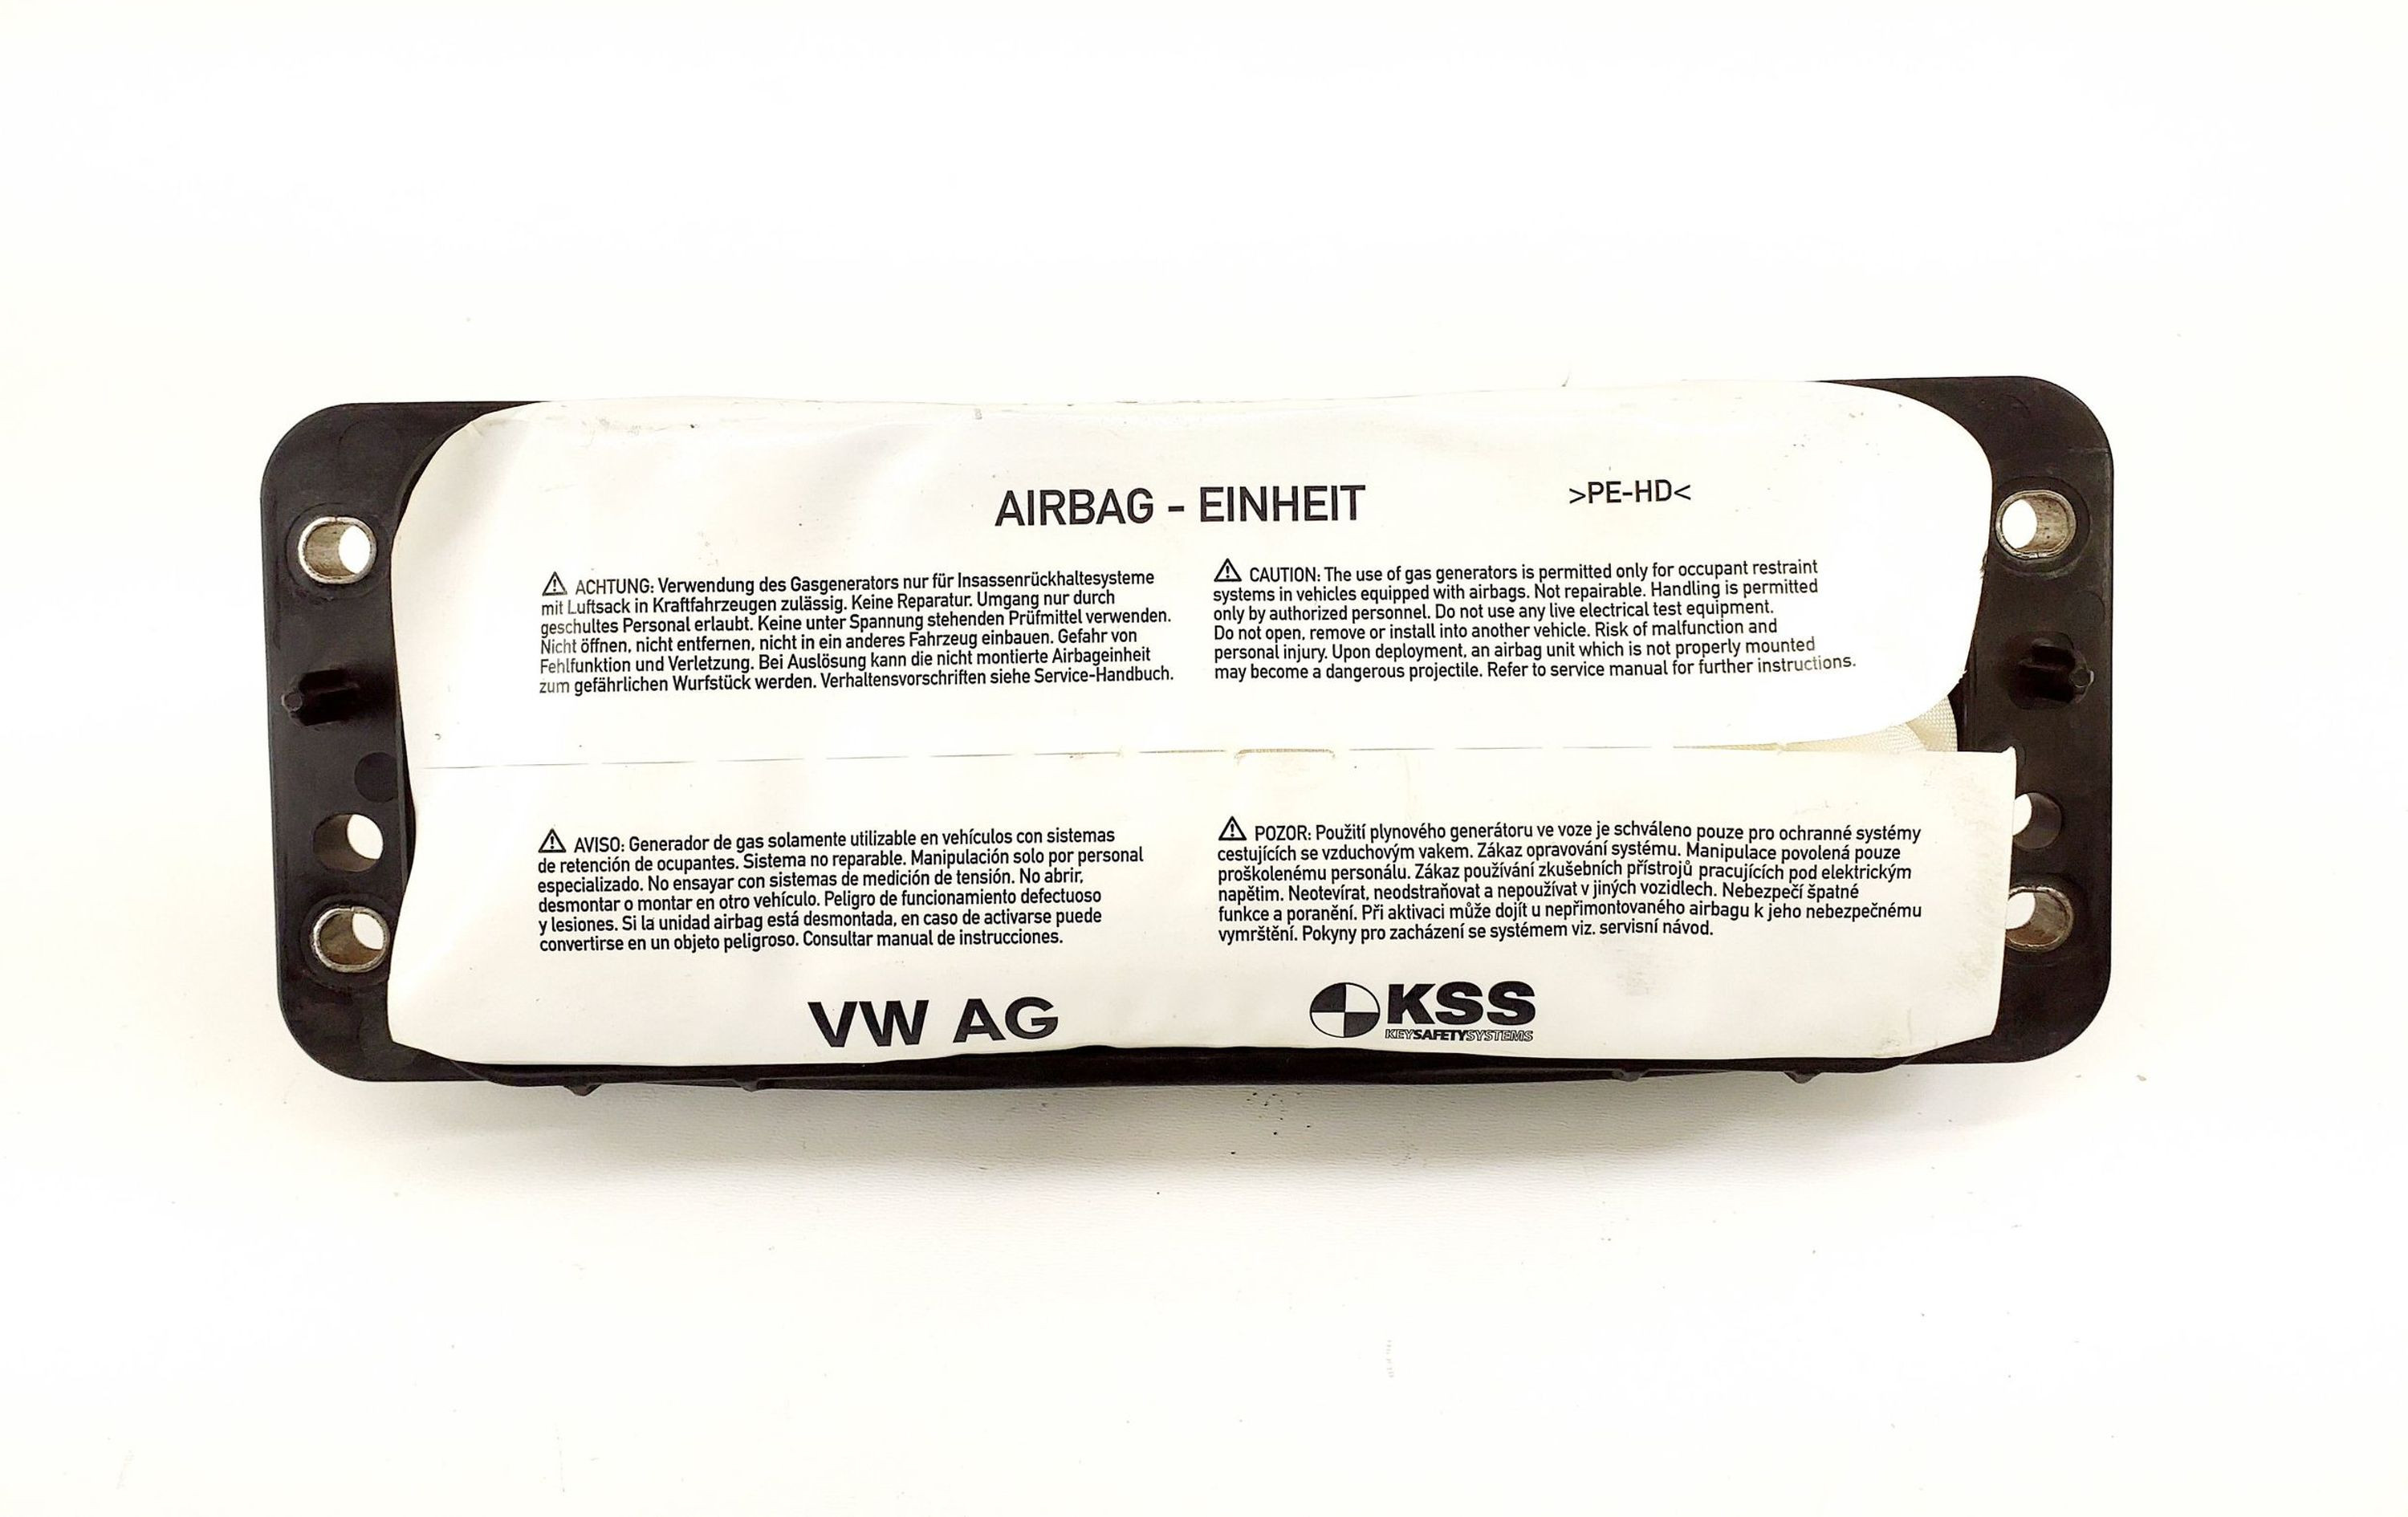 AIRBAG - EINHEIT
>PE-HD<
⚠ ACHTUNG: Verwendung des Gasgenerators nur für Insassenrückhaltesysteme
mit Luftsack in Kraftfahrzeugen zulässig. Keine Reparatur. Umgang nur durch
geschultes Personal erlaubt. Keine unter Spannung stehenden Prüfmittel verwenden.
Nicht öffnen, nicht entfernen, nicht in ein anderes Fahrzeug einbauen. Gefahr von
Fehlfunktion und Verletzung. Bei Auslösung kann die nicht montierte Airbageinheit
zum gefährlichen Wurfstück werden. Verhaltensvorschriften siehe Service-Handbuch.
⚠ CAUTION: The use of gas generators is permitted only for occupant restraint
systems in vehicles equipped with airbags. Not repairable. Handling is permitted
only by authorized personnel. Do not use any live electrical test equipment.
Do not open, remove or install into another vehicle. Risk of malfunction and
personal injury. Upon deployment, an airbag unit which is not properly mounted
may become a dangerous projectile. Refer to service manual for further instructions.
⚠ AVISO: Generador de gas solamente utilizable en vehículos con sistemas
de retención de ocupantes. Sistema no reparable. Manipulación solo por personal
especializado. No ensayar con sistemas de medición de tensión. No abrir,
desmontar o montar en otro vehículo. Peligro de funcionamiento defectuoso
y lesiones. Si la unidad airbag está desmontada, en caso de activarse puede
convertirse en un objeto peligroso. Consultar manual de instrucciones.
⚠ POZOR: Použití plynového generátoru ve voze je schváleno pouze pro ochranné systémy
cestujících se vzduchovým vakem. Zákaz opravování systému. Manipulace povolená pouze
proškolenému personálu. Zákaz používání zkušebních přístrojů pracujících pod elektrickým
napětim. Neotevírat, neodstraňovat a nepoužívat v jiných vozidlech. Nebezpečí špatné
funkce a poranění. Při aktivaci může dojít u nepřimontovaného airbagu k jeho nebezpečnému
vymrštění. Pokyny pro zacházení se systémem viz. servisní návod.
VW AG
KSS
KEYSAFETYSYSTEMS